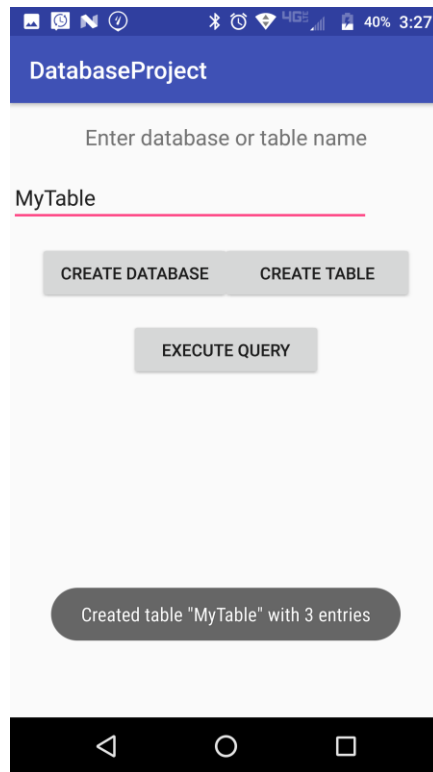 4G 40% 3:27
DatabaseProject
Enter database or table name
MyTable
CREATE DATABASE CREATE TABLE
EXECUTE QUERY
Created table "MyTable" with 3 entries